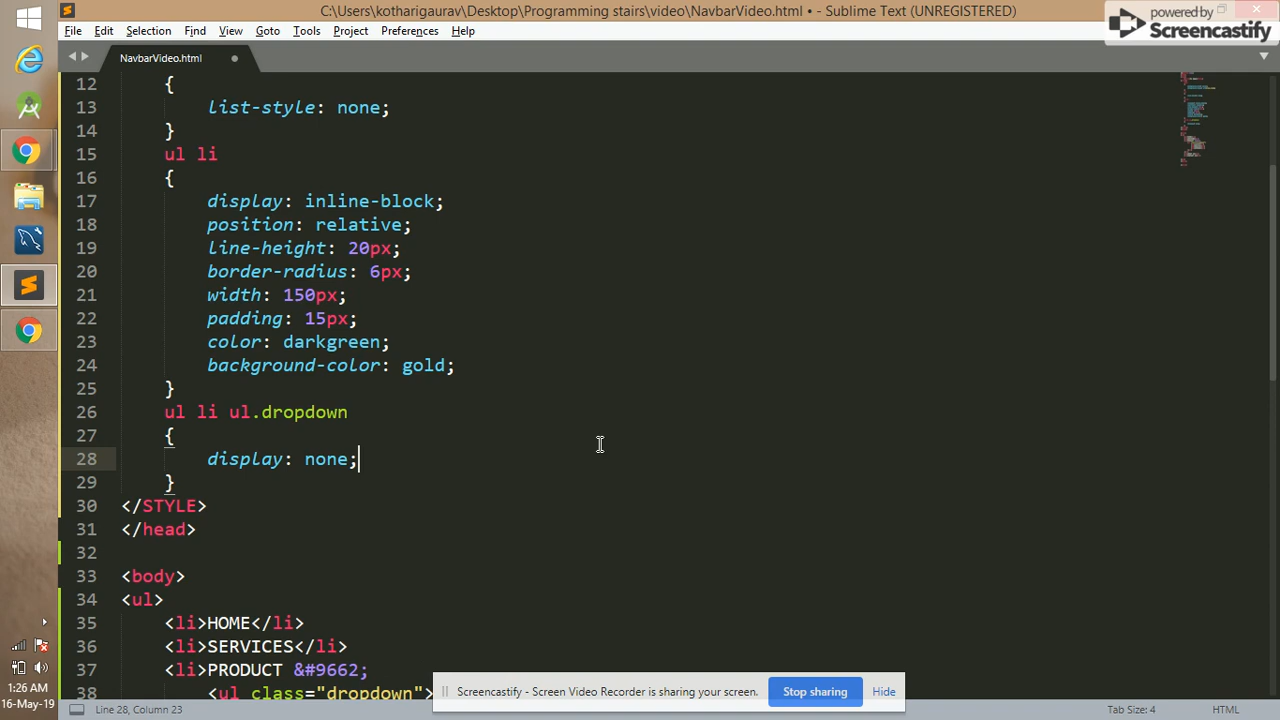 C:\Users\kotharigaurav\Desktop\Programming stairs\video\NavbarVideo.html • - Sublime Text (UNREGISTERED)
powered by
Screencastify
File Edit Selection Find View Goto Tools Project Preferences Help
NavbarVideo.html
12 {
13 list-style: none;
14 }
15 ul li
16 {
17 display: inline-block;
18 position: relative;
19 line-height: 20px;
20 border-radius: 6px;
21 width: 150px;
22 padding: 15px;
23 color: darkgreen;
24 background-color: gold;
25 }
26 ul li ul.dropdown
27 {
28 display: none;
29 }
30 </STYLE>
31 </head>
32
33 <body>
34 <ul>
35 <li>HOME</li>
36 <li>SERVICES</li>
37 <li>PRODUCT &#9662;
38 <ul class="dropdown">
Screencastify - Screen Video Recorder is sharing your screen. Stop sharing Hide
1:26 AM
16-May-19
Line 28, Column 23 Tab Size: 4 HTML